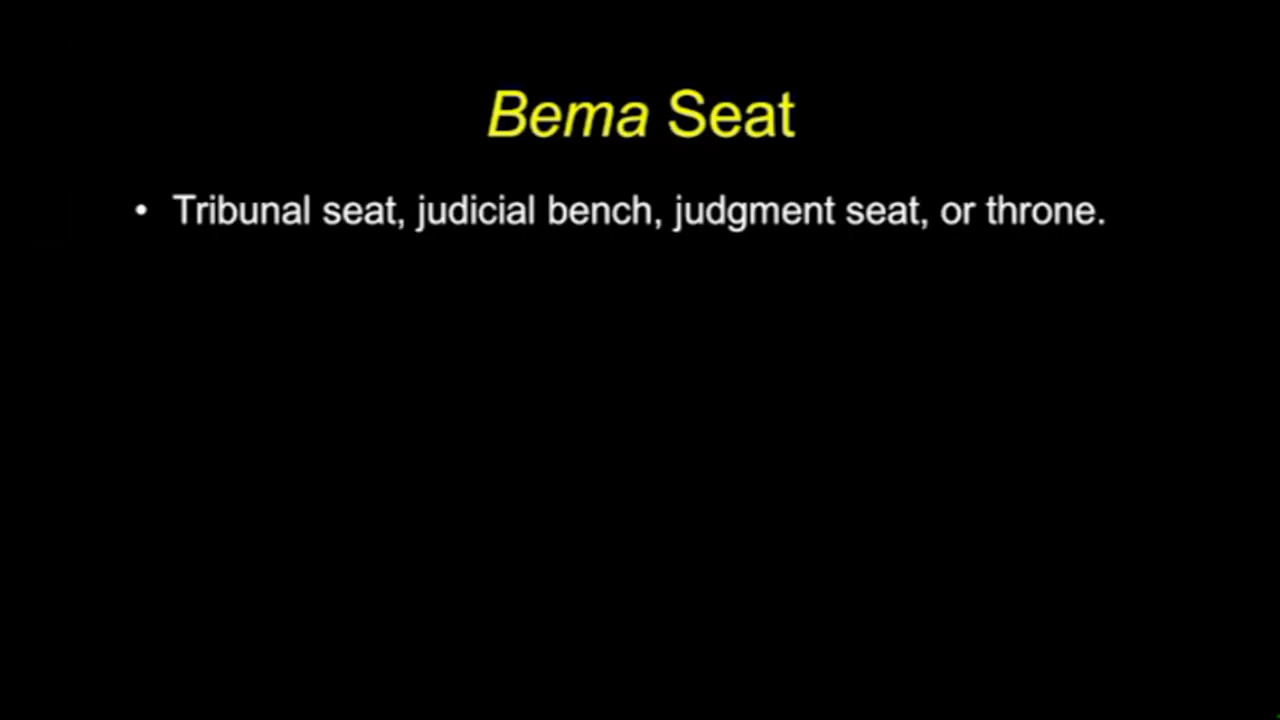 Bema Seat
• Tribunal seat, judicial bench, judgment seat, or throne.